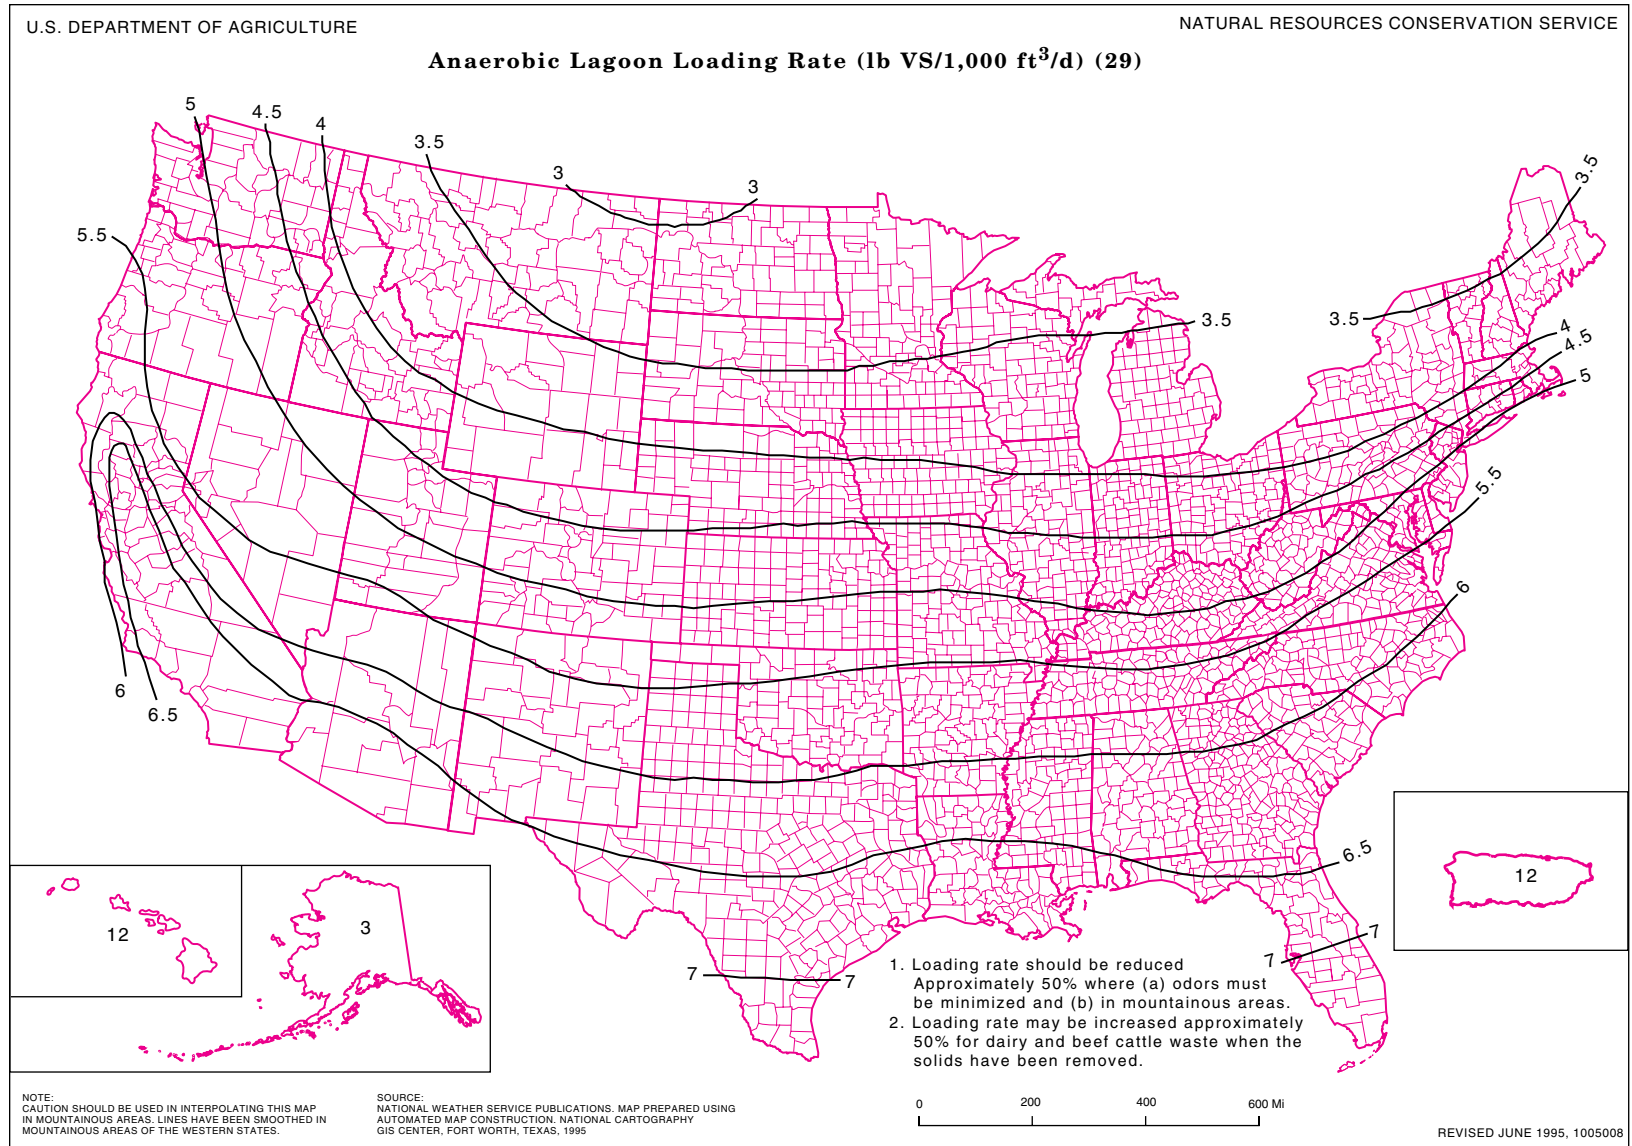 U.S. DEPARTMENT OF AGRICULTURE
NATURAL RESOURCES CONSERVATION SERVICE
Anaerobic Lagoon Loading Rate (lb VS/1,000 ft³/d) (29)
5
4.5
4
3.5
3
3
3.5
5.5
3.5
3.5
4
4.5
5
5.5
6
6
6.5
6.5
7
7
7
7
12
3
12
1. Loading rate should be reduced
Approximately 50% where (a) odors must
be minimized and (b) in mountainous areas.
2. Loading rate may be increased approximately
50% for dairy and beef cattle waste when the
solids have been removed.
NOTE:
CAUTION SHOULD BE USED IN INTERPOLATING THIS MAP
IN MOUNTAINOUS AREAS. LINES HAVE BEEN SMOOTHED IN
MOUNTAINOUS AREAS OF THE WESTERN STATES.
SOURCE:
NATIONAL WEATHER SERVICE PUBLICATIONS. MAP PREPARED USING
AUTOMATED MAP CONSTRUCTION. NATIONAL CARTOGRAPHY
GIS CENTER, FORT WORTH, TEXAS, 1995
0 200 400 600 Mi
REVISED JUNE 1995, 1005008